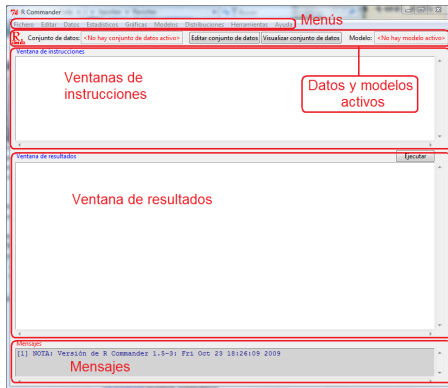 R Commander
Menús
Fichero Editar Datos Estadísticos Gráficas Modelos Distribuciones Herramientas Ayuda
R Conjunto de datos: <No hay conjunto de datos activo> Editar conjunto de datos Visualizar conjunto de datos Modelo: <No hay modelo activo>
Ventana de instrucciones
Ventanas de
instrucciones
Datos y modelos
activos
Ventana de resultados
Ejecutar
Ventana de resultados
Mensajes
[1] NOTA: Versión de R Commander 1.5-3: Fri Oct 23 18:26:09 2009
Mensajes